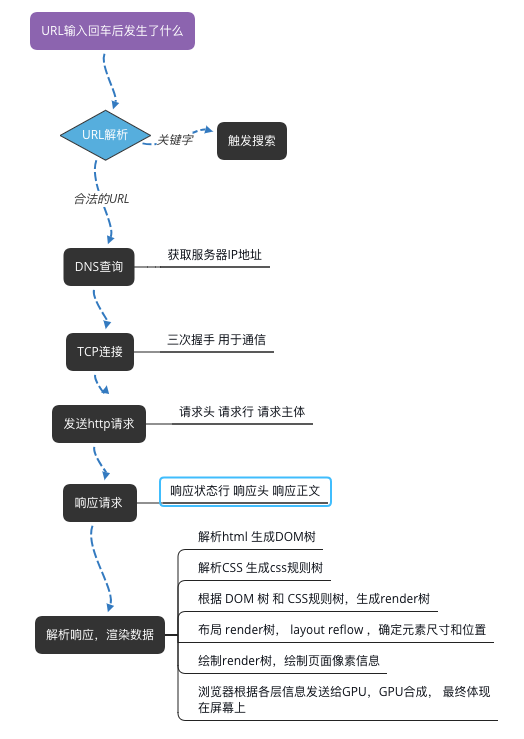 URL输入回车后发生了什么
URL解析
关键字
触发搜索
合法的URL
DNS查询
获取服务器IP地址
TCP连接
三次握手 用于通信
发送http请求
请求头 请求行 请求主体
响应请求
响应状态行 响应头 响应正文
解析响应，渲染数据
解析html 生成DOM树
解析CSS 生成css规则树
根据 DOM 树 和 CSS规则树，生成render树
布局 render树， layout reflow ，确定元素尺寸和位置
绘制render树，绘制页面像素信息
浏览器根据各层信息发送给GPU，GPU合成， 最终体现
在屏幕上